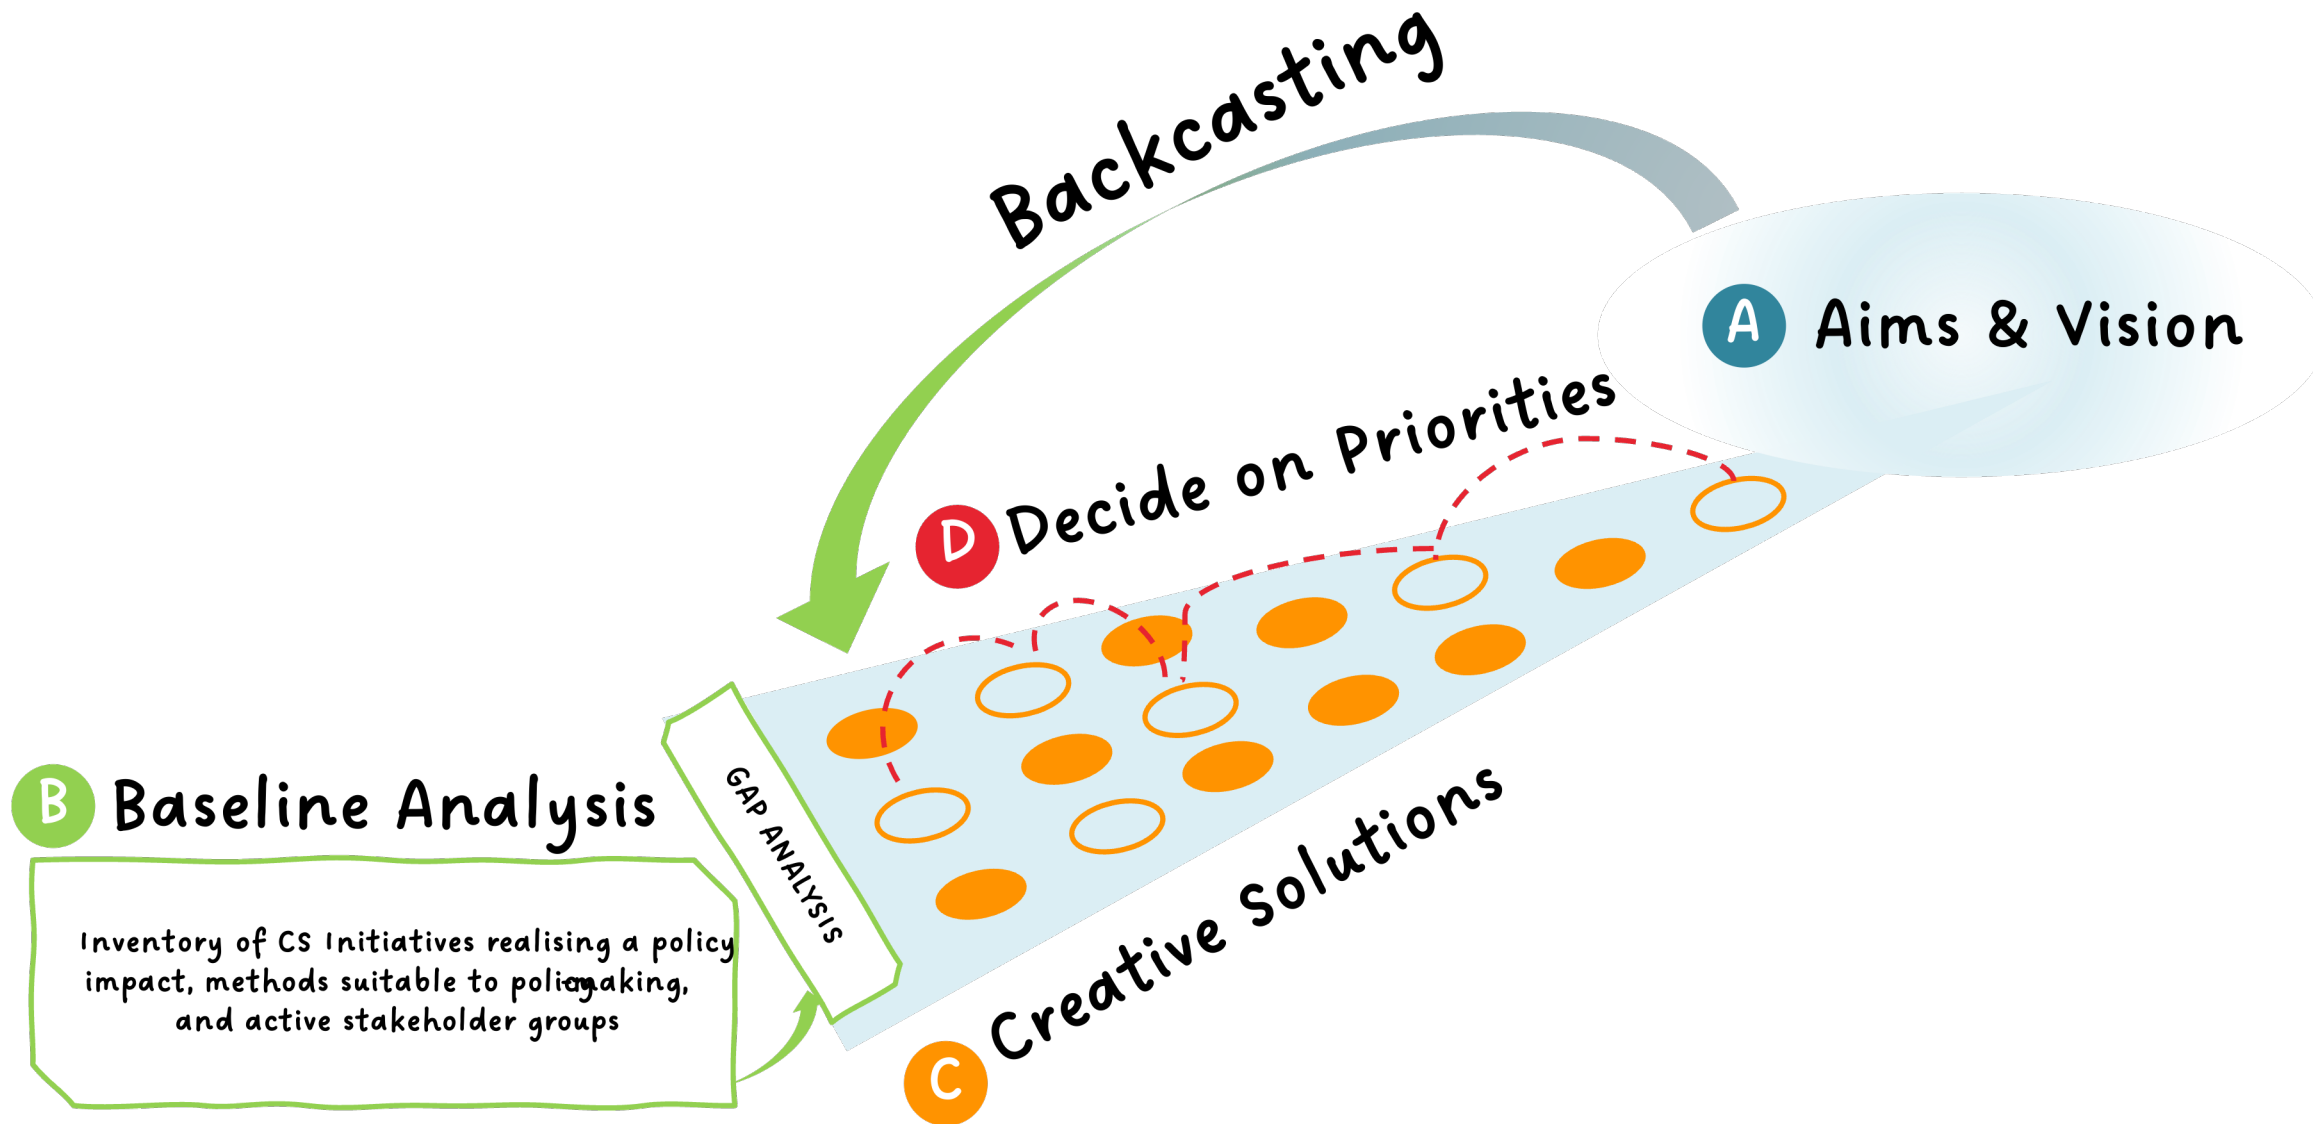 Backcasting
A Aims & Vision
D Decide on Priorities
B Baseline Analysis
GAP ANALYSIS
Inventory of CS Initiatives realising a policy
impact, methods suitable to
and active stakeholder groups
Creative Solutions
C